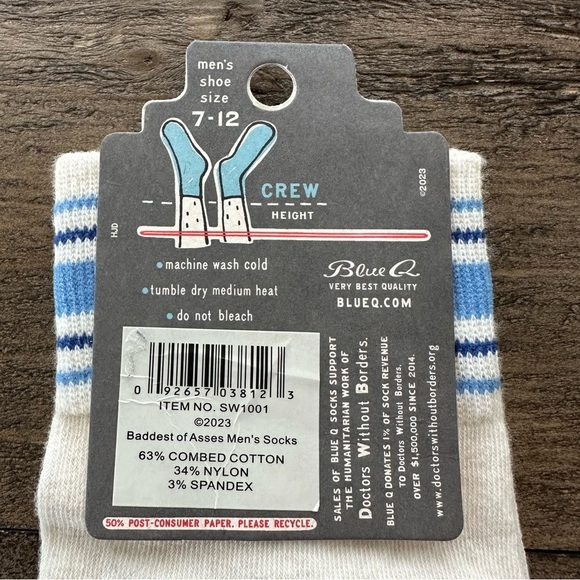 men's
shoe
size
7-12
CREW
HEIGHT
©2023
HJD
• machine wash cold
• tumble dry medium heat
• do not bleach
Blue Q
VERY BEST QUALITY
BLUEQ.COM
0 92657 03812 3
ITEM NO. SW1001
©2023
Baddest of Asses Men's Socks
63% COMBED COTTON
34% NYLON
3% SPANDEX
SALES OF BLUE Q SOCKS SUPPORT
THE HUMANITARIAN WORK OF
Doctors Without Borders.
BLUE Q DONATES 1% OF SOCK REVENUE
TO DOCTORS WITHOUT BORDERS.
OVER $1,500,000 SINCE 2014.
www.doctorswithoutborders.org
50% POST-CONSUMER PAPER. PLEASE RECYCLE.